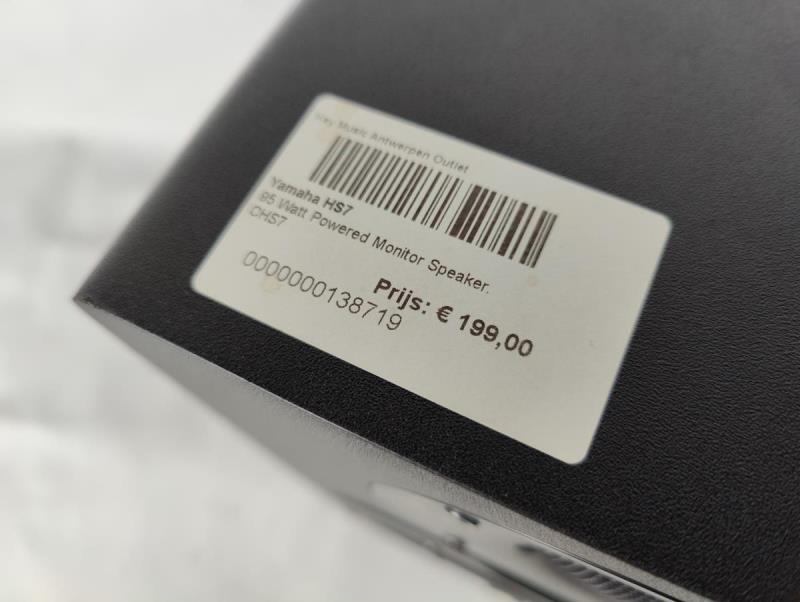 Key Music Antwerpen Outlet
Yamaha HS7
95 Watt Powered Monitor Speaker.
CHS7
Prijs: € 199,00
0000000138719